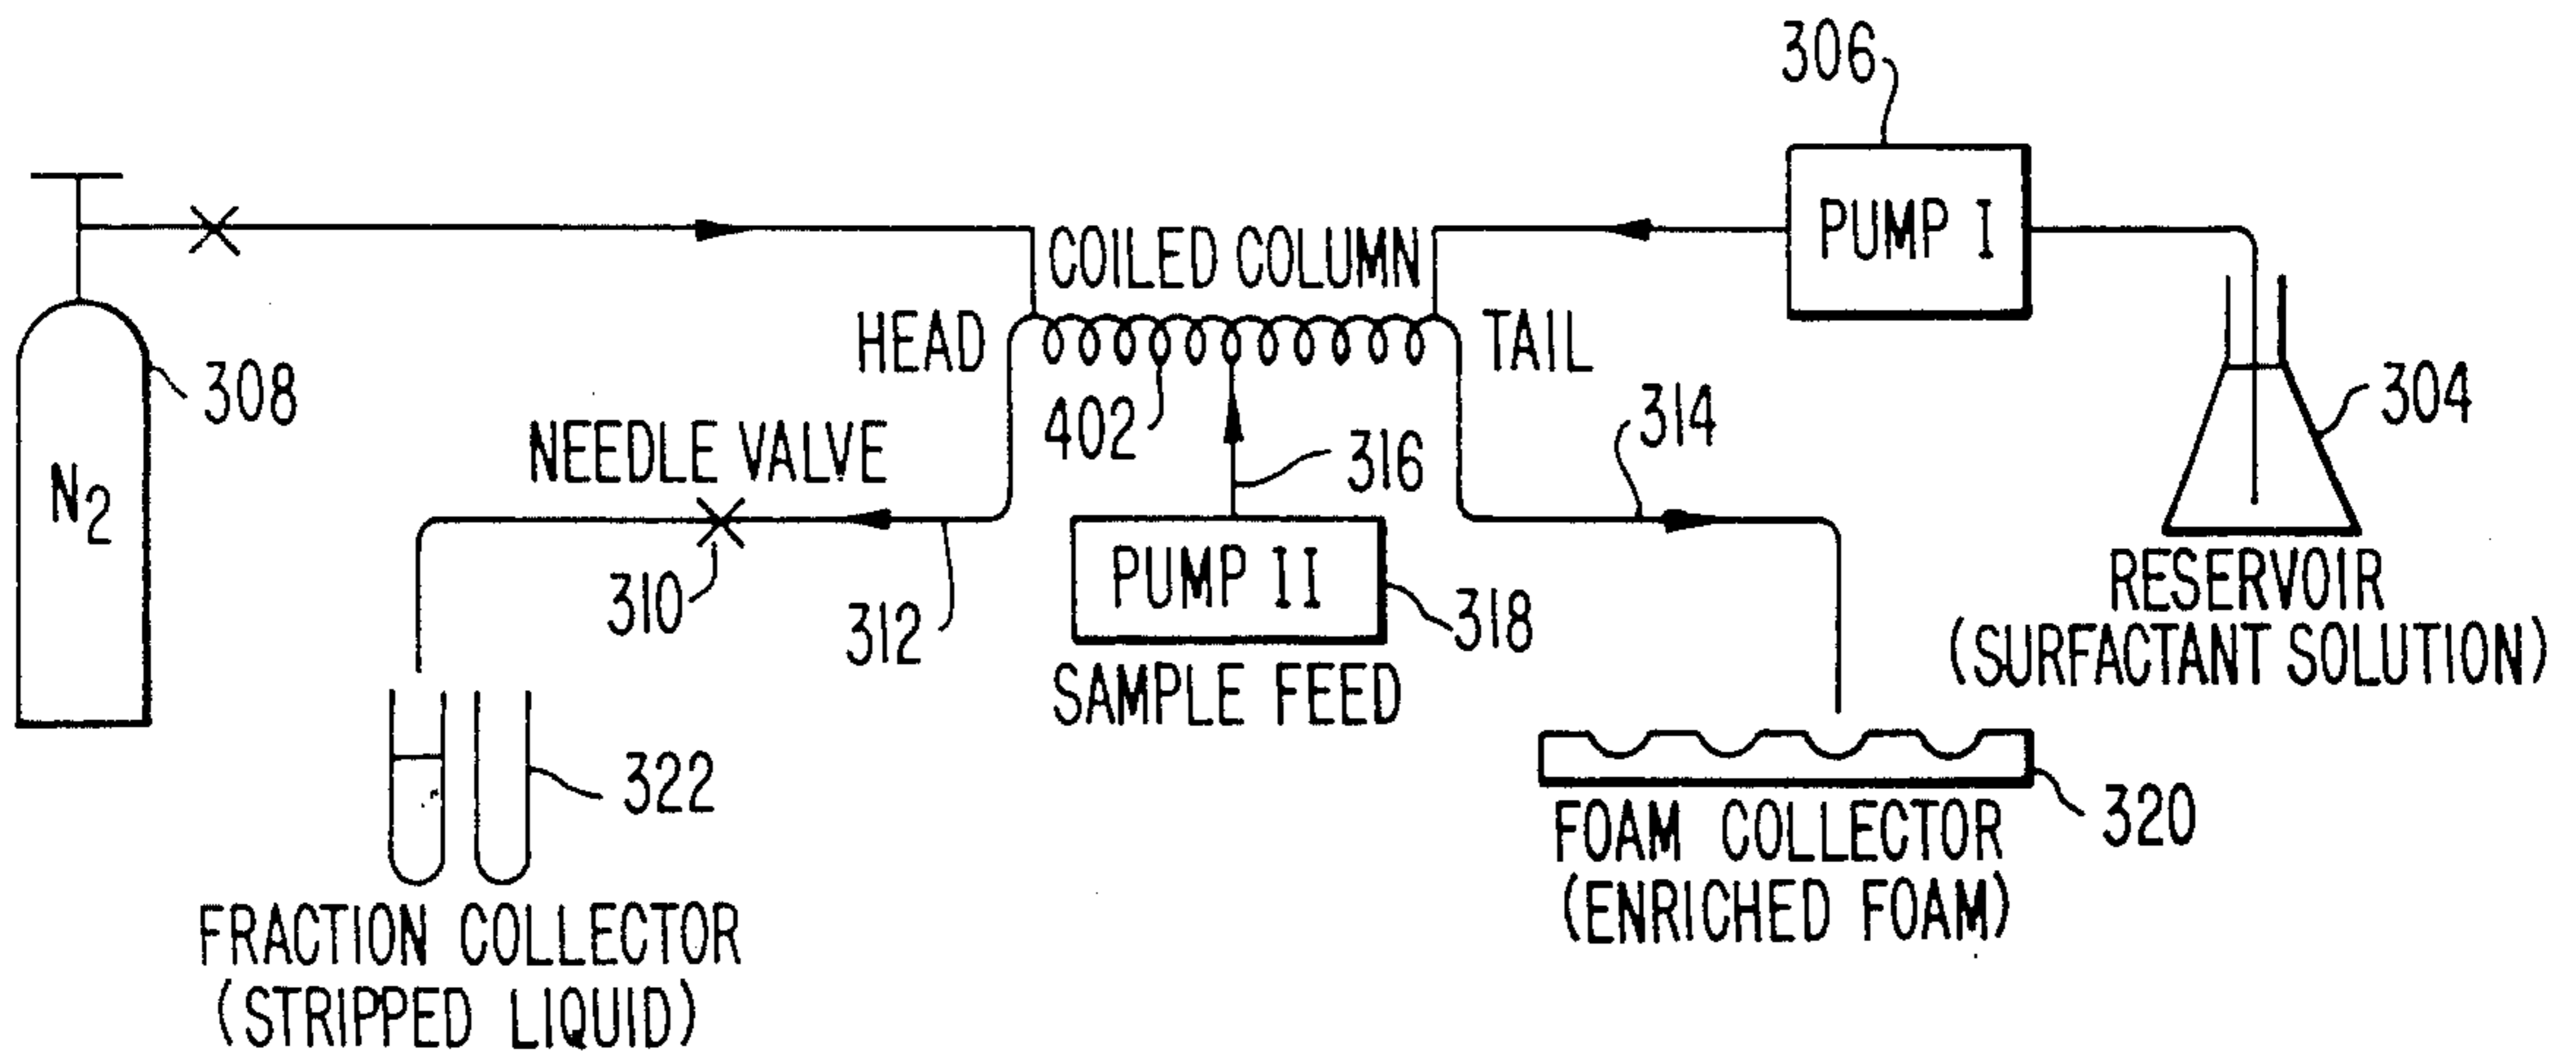 306
PUMP I
COILED COLUMN
HEAD
TAIL
308
402
304
N2
NEEDLE VALVE
316
314
310
312
PUMP II
318
SAMPLE FEED
RESERVOIR
(SURFACTANT SOLUTION)
322
320
FRACTION COLLECTOR
(STRIPPED LIQUID)
FOAM COLLECTOR
(ENRICHED FOAM)